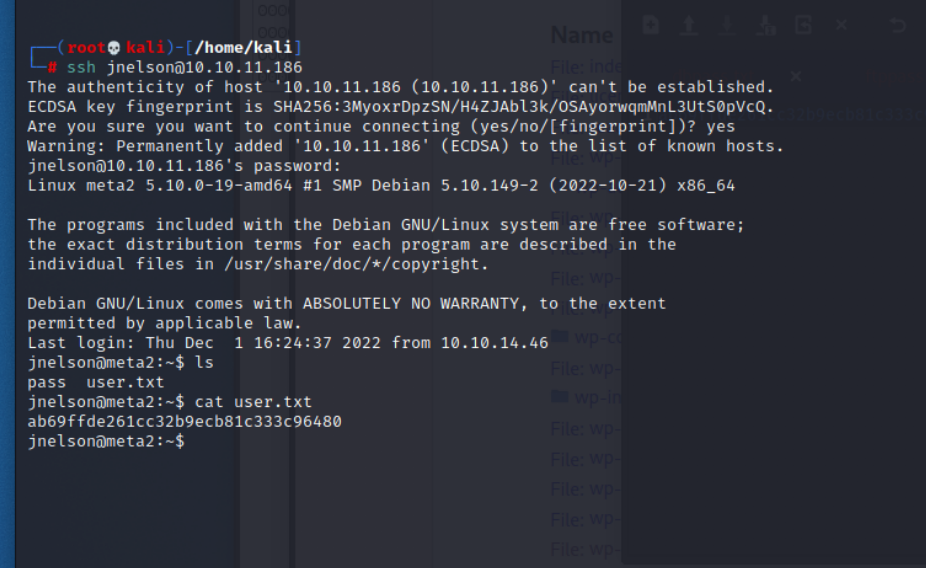 (root💀kali)-[/home/kali]
# ssh jnelson@10.10.11.186
The authenticity of host '10.10.11.186 (10.10.11.186)' can't be established.
ECDSA key fingerprint is SHA256:3MyoxrDpzSN/H4ZJAbl3k/OSAyorwqmMnL3UtS0pVcQ.
Are you sure you want to continue connecting (yes/no/[fingerprint])? yes
Warning: Permanently added '10.10.11.186' (ECDSA) to the list of known hosts.
jnelson@10.10.11.186's password:
Linux meta2 5.10.0-19-amd64 #1 SMP Debian 5.10.149-2 (2022-10-21) x86_64
The programs included with the Debian GNU/Linux system are free software;
the exact distribution terms for each program are described in the
individual files in /usr/share/doc/*/copyright.
Debian GNU/Linux comes with ABSOLUTELY NO WARRANTY, to the extent
permitted by applicable law.
Last login: Thu Dec  1 16:24:37 2022 from 10.10.14.46
jnelson@meta2:~$ ls
pass  user.txt
jnelson@meta2:~$ cat user.txt
ab69ffde261cc32b9ecb81c333c96480
jnelson@meta2:~$
Name
File:
File: wp-
File: wp-
File: wp-
File: wp-
File: wp-
File: wp-
File: wp-